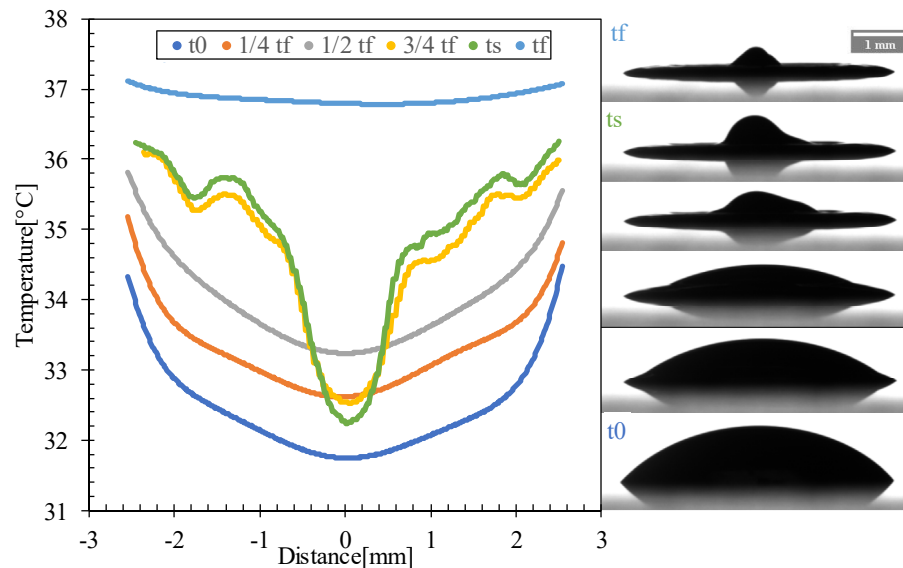 38
37
36
35
34
33
32
31
Temperature[°C]
t0 1/4 tf 1/2 tf 3/4 tf ts tf
-3 -2 -1 0 1 2 3
Distance[mm]
tf
1 mm
ts
t0